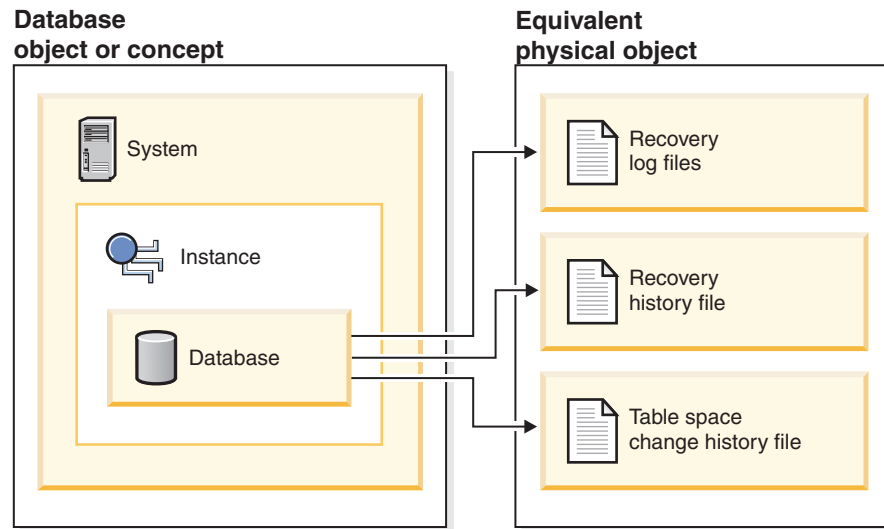 Database
object or concept
System
Instance
Database
Equivalent
physical object
Recovery
log files
Recovery
history file
Table space
change history file